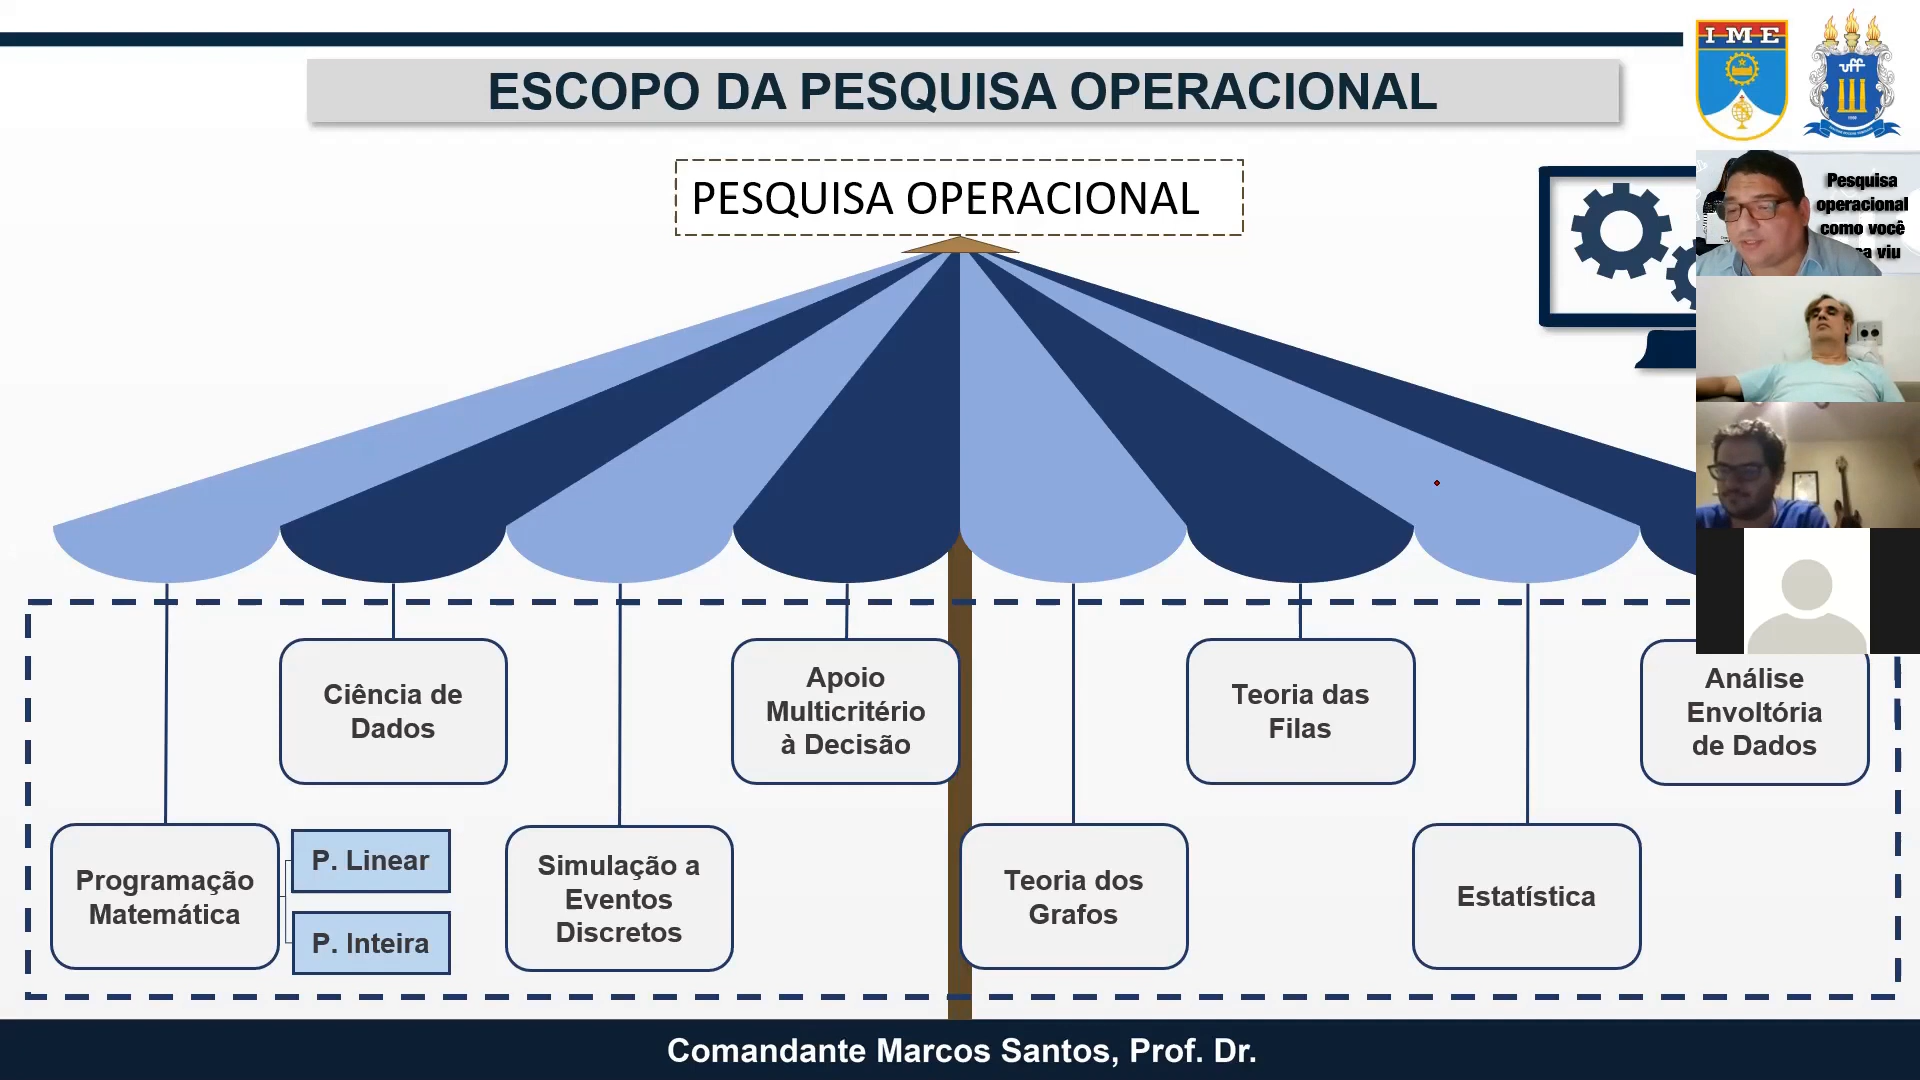 ESCOPO DA PESQUISA OPERACIONAL
IME
uff
PESQUISA OPERACIONAL
Pesquisa
operacional
como você
a viu
Ciência de
Dados
Apoio
Multicritério
à Decisão
Teoria das
Filas
Análise
Envoltória
de Dados
Programação
Matemática
P. Linear
P. Inteira
Simulação a
Eventos
Discretos
Teoria dos
Grafos
Estatística
Comandante Marcos Santos, Prof. Dr.